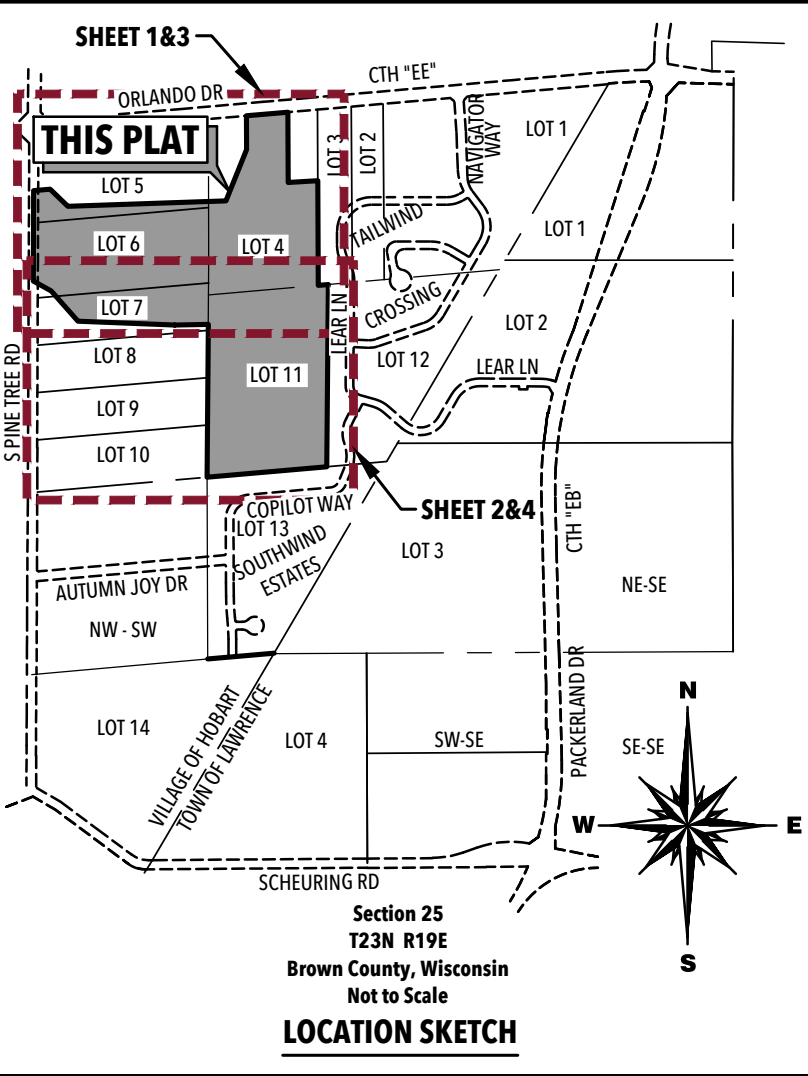 SHEET 1&3
CTH "EE"
ORLANDO DR
THIS PLAT
LOT 5
LOT 3
LOT 2
NAVIGATOR
WAY
LOT 1
LOT 6
LOT 4
TAILWIND
LOT 1
LOT 7
CROSSING
LEAR LN
LOT 2
S PINE TREE RD
LOT 8
LOT 11
LOT 12
LEAR LN
LOT 9
LOT 10
COPILOT WAY
SHEET 2&4
LOT 13
SOUTHWIND
ESTATES
LOT 3
CTH "EB"
AUTUMN JOY DR
NE-SE
NW - SW
LOT 14
VILLAGE OF HOBART
TOWN OF LAWRENCE
LOT 4
SW-SE
PACKERLAND DR
SE-SE
N
W
E
S
SCHEURING RD
Section 25
T23N R19E
Brown County, Wisconsin
Not to Scale
LOCATION SKETCH